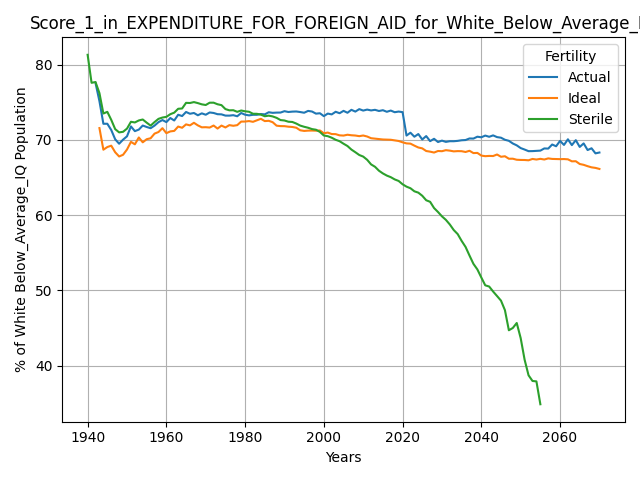 Score_1_in_EXPENDITURE_FOR_FOREIGN_AID_for_White_Below_Average_I
Fertility
Actual
Ideal
Sterile
% of White Below_Average_IQ Population
80
70
60
50
40
1940
1960
1980
2000
2020
2040
2060
Years